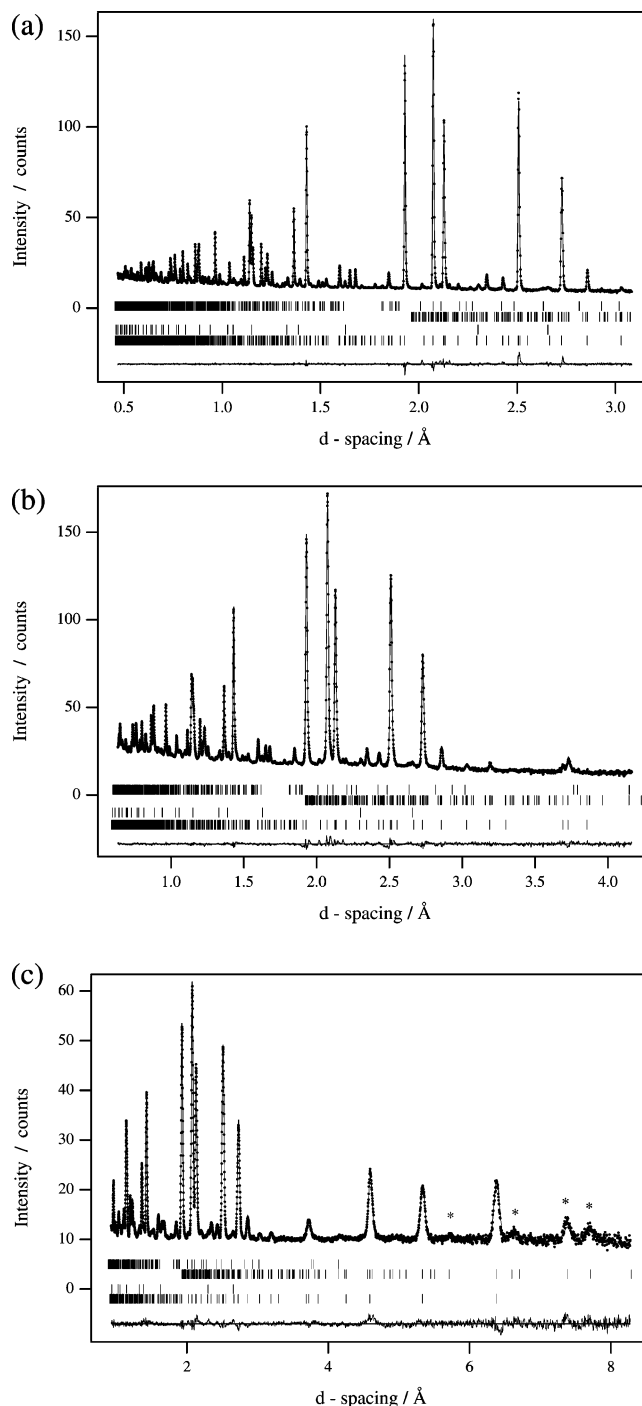 (a)
Intensity / counts
150
100
50
0
0.5 1.0 1.5 2.0 2.5 3.0
d - spacing / Å
(b)
Intensity / counts
150
100
50
0
1.0 1.5 2.0 2.5 3.0 3.5 4.0
d - spacing / Å
(c)
Intensity / counts
60
50
40
30
20
10
0
* * * *
2 4 6 8
d - spacing / Å